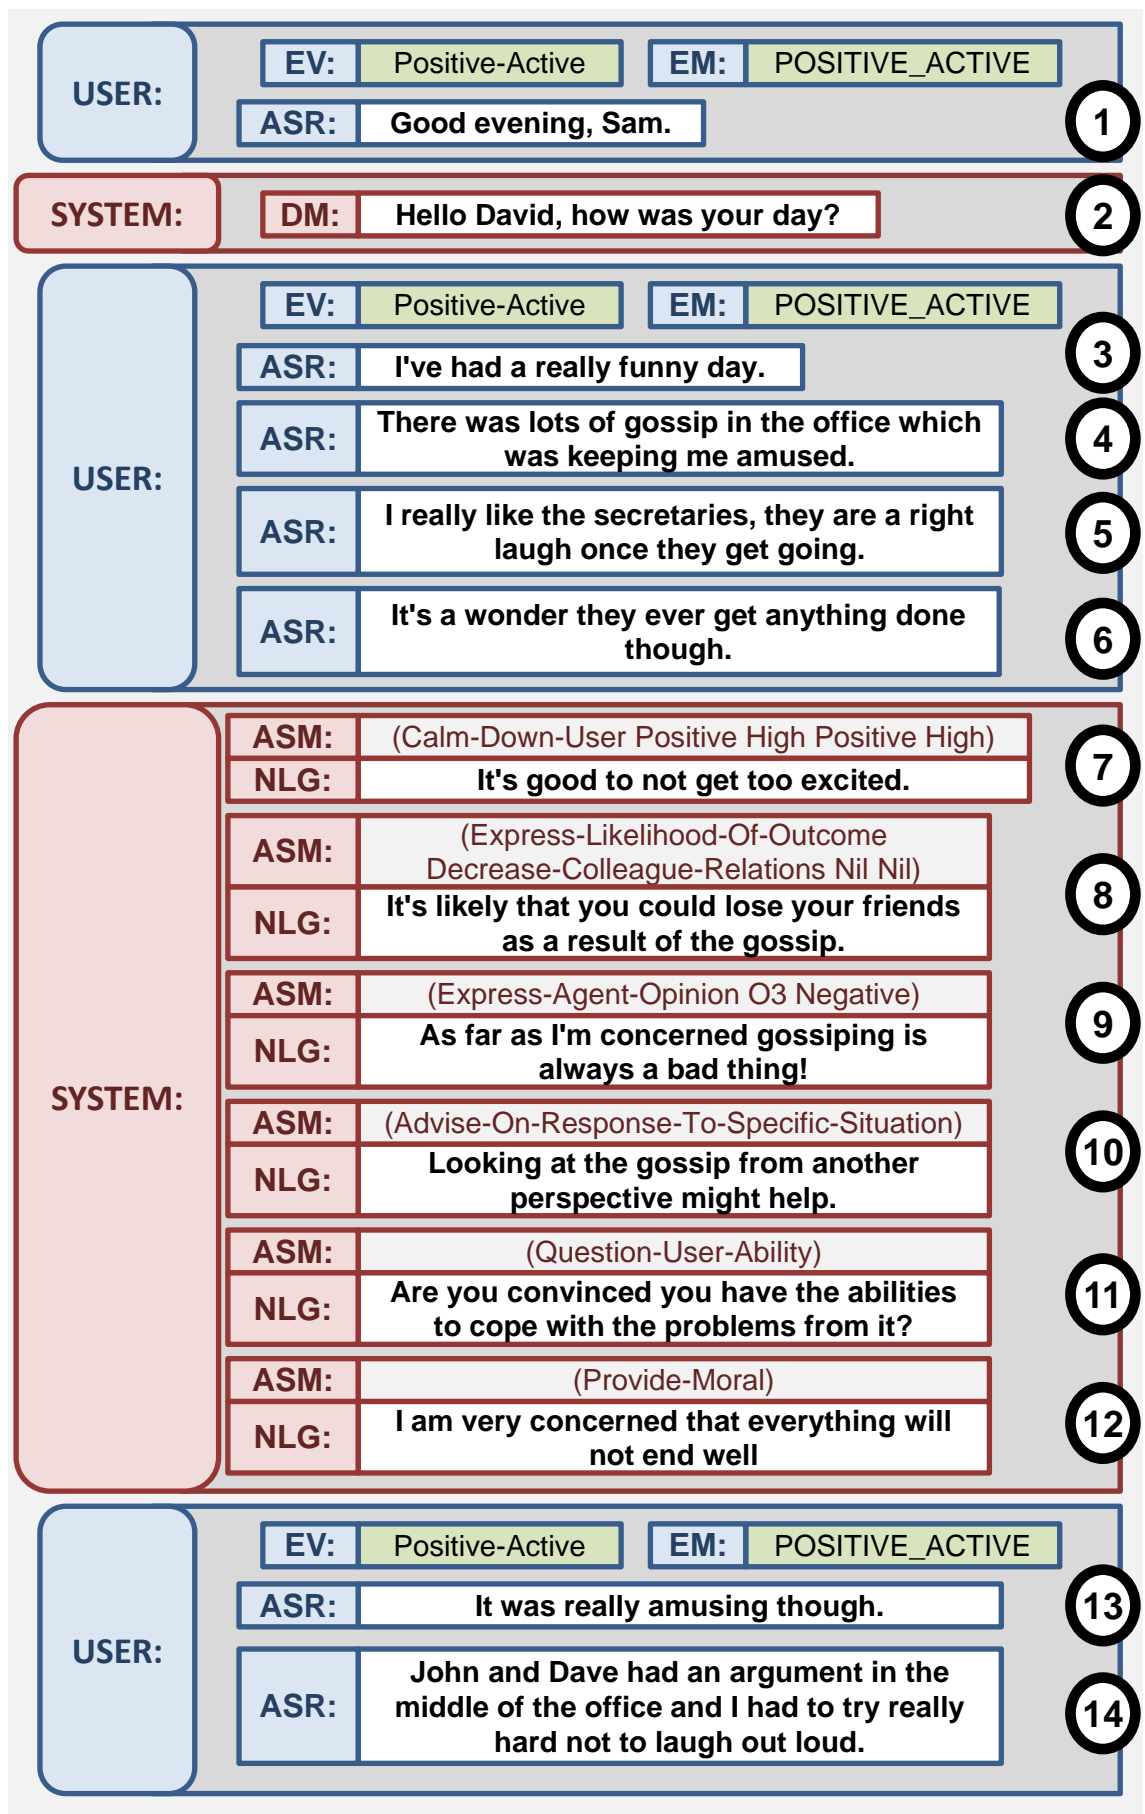 USER:
EV: Positive-Active EM: POSITIVE_ACTIVE
ASR: Good evening, Sam.
1
SYSTEM:
DM: Hello David, how was your day?
2
USER:
EV: Positive-Active EM: POSITIVE_ACTIVE
ASR: I've had a really funny day.
3
ASR: There was lots of gossip in the office which
was keeping me amused.
4
ASR: I really like the secretaries, they are a right
laugh once they get going.
5
ASR: It's a wonder they ever get anything done
though.
6
SYSTEM:
ASM: (Calm-Down-User Positive High Positive High)
NLG: It's good to not get too excited.
7
ASM: (Express-Likelihood-Of-Outcome
Decrease-Colleague-Relations Nil Nil)
NLG: It's likely that you could lose your friends
as a result of the gossip.
8
ASM: (Express-Agent-Opinion O3 Negative)
NLG: As far as I'm concerned gossiping is
always a bad thing!
9
ASM: (Advise-On-Response-To-Specific-Situation)
NLG: Looking at the gossip from another
perspective might help.
10
ASM: (Question-User-Ability)
NLG: Are you convinced you have the abilities
to cope with the problems from it?
11
ASM: (Provide-Moral)
NLG: I am very concerned that everything will
not end well
12
USER:
EV: Positive-Active EM: POSITIVE_ACTIVE
ASR: It was really amusing though.
13
ASR: John and Dave had an argument in the
middle of the office and I had to try really
hard not to laugh out loud.
14